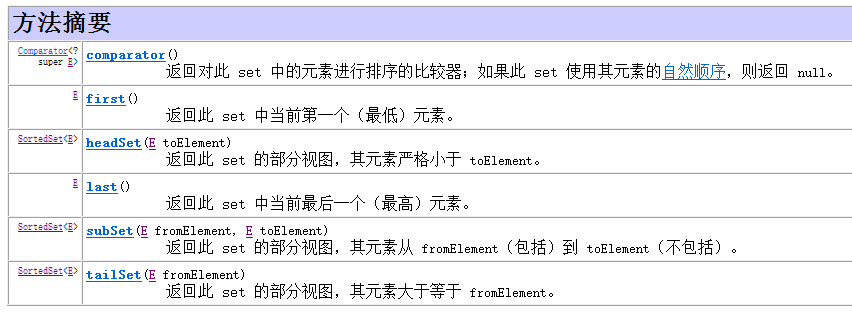 方法摘要
Comparator<?
super E>
comparator()
返回对此 set 中的元素进行排序的比较器；如果此 set 使用其元素的自然顺序，则返回 null。
E
first()
返回此 set 中当前第一个（最低）元素。
SortedSet<E>
headSet(E toElement)
返回此 set 的部分视图，其元素严格小于 toElement。
E
last()
返回此 set 中当前最后一个（最高）元素。
SortedSet<E>
subSet(E fromElement, E toElement)
返回此 set 的部分视图，其元素从 fromElement（包括）到 toElement（不包括）。
SortedSet<E>
tailSet(E fromElement)
返回此 set 的部分视图，其元素大于等于 fromElement。